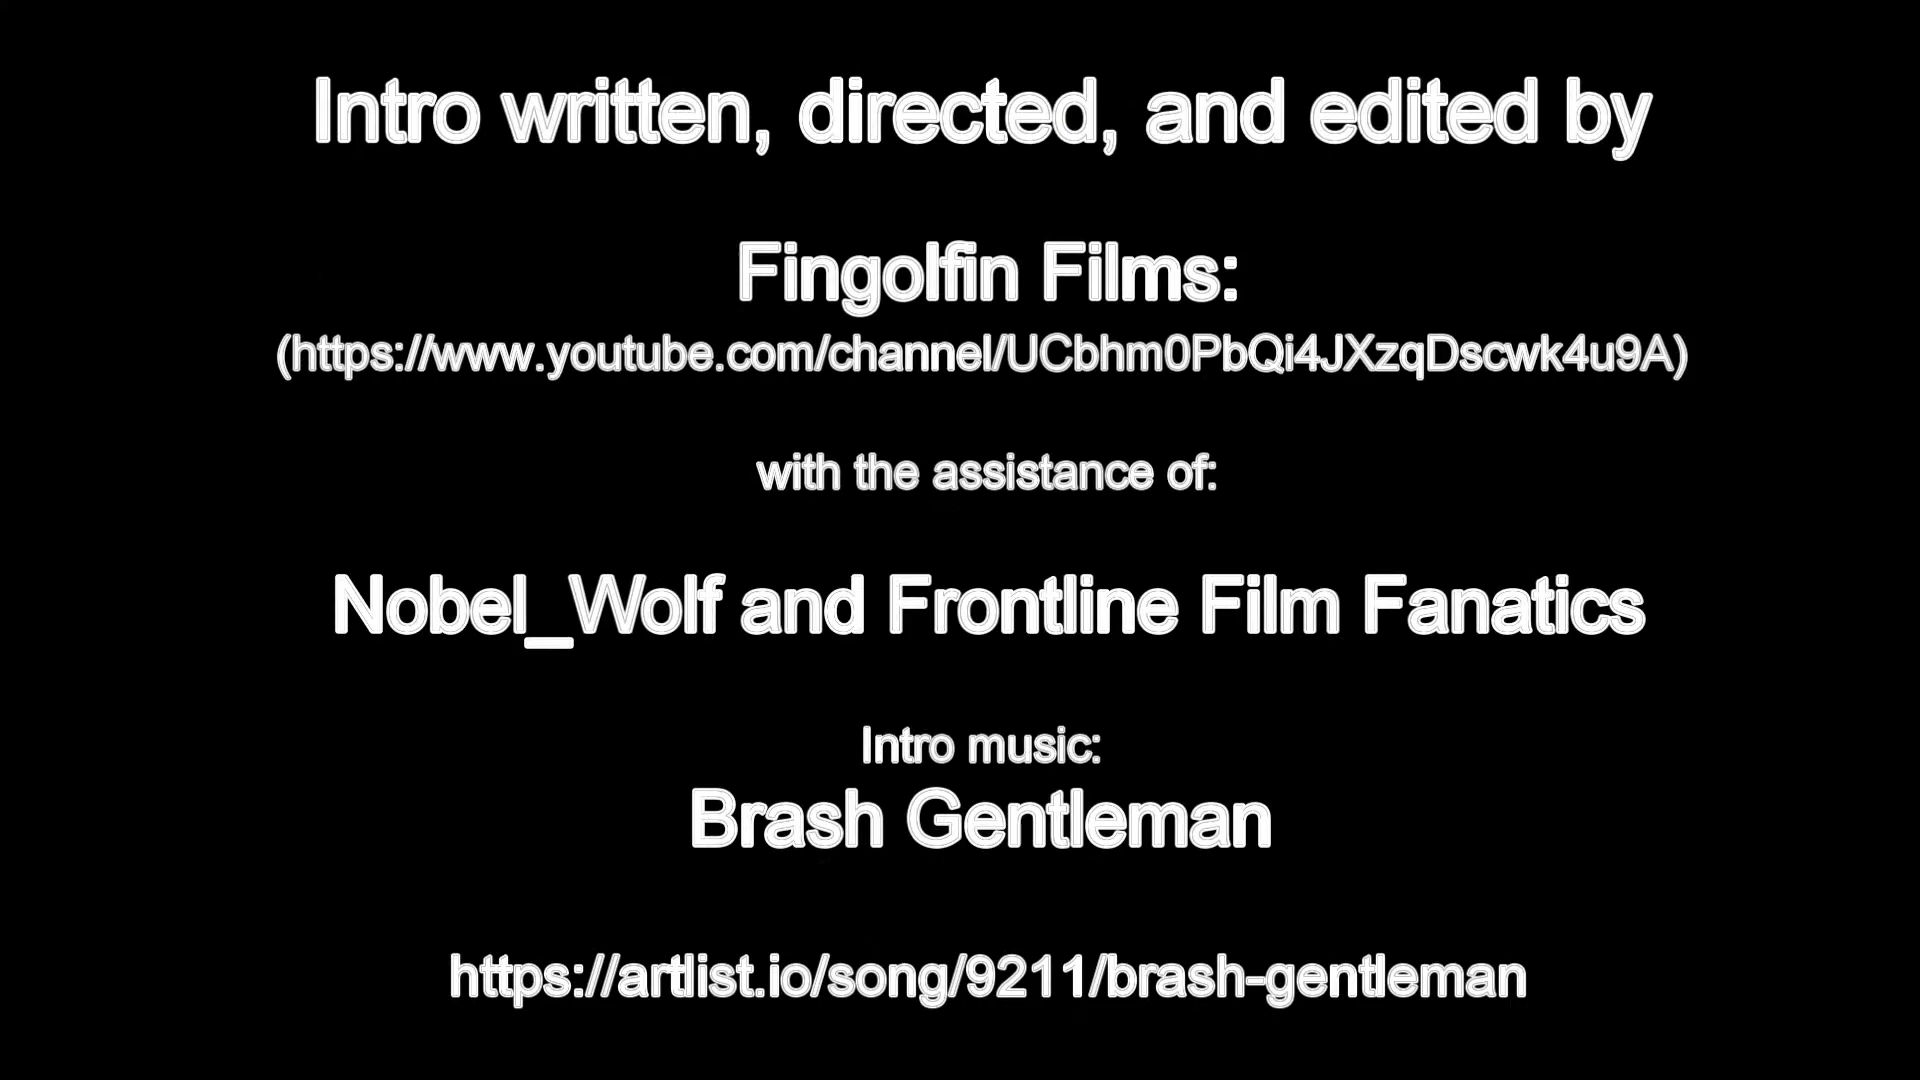 Intro written, directed, and edited by
Fingolfin Films:
(https://www.youtube.com/channel/UCbhm0PbQi4JXzqDscwk4u9A)
with the assistance of:
Nobel_Wolf and Frontline Film Fanatics
Intro music:
Brash Gentleman
https://artlist.io/song/9211/brash-gentleman